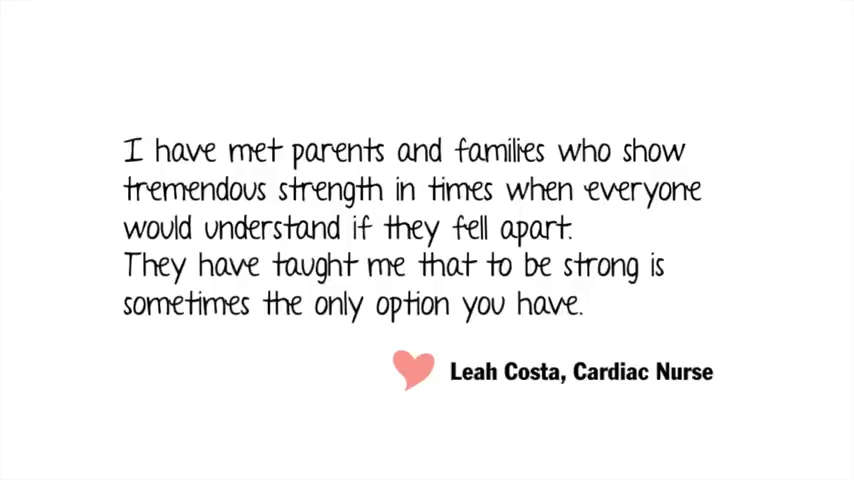 I have met parents and families who show
tremendous strength in times when everyone
would understand if they fell apart.
They have taught me that to be strong is
sometimes the only option you have.
Leah Costa, Cardiac Nurse